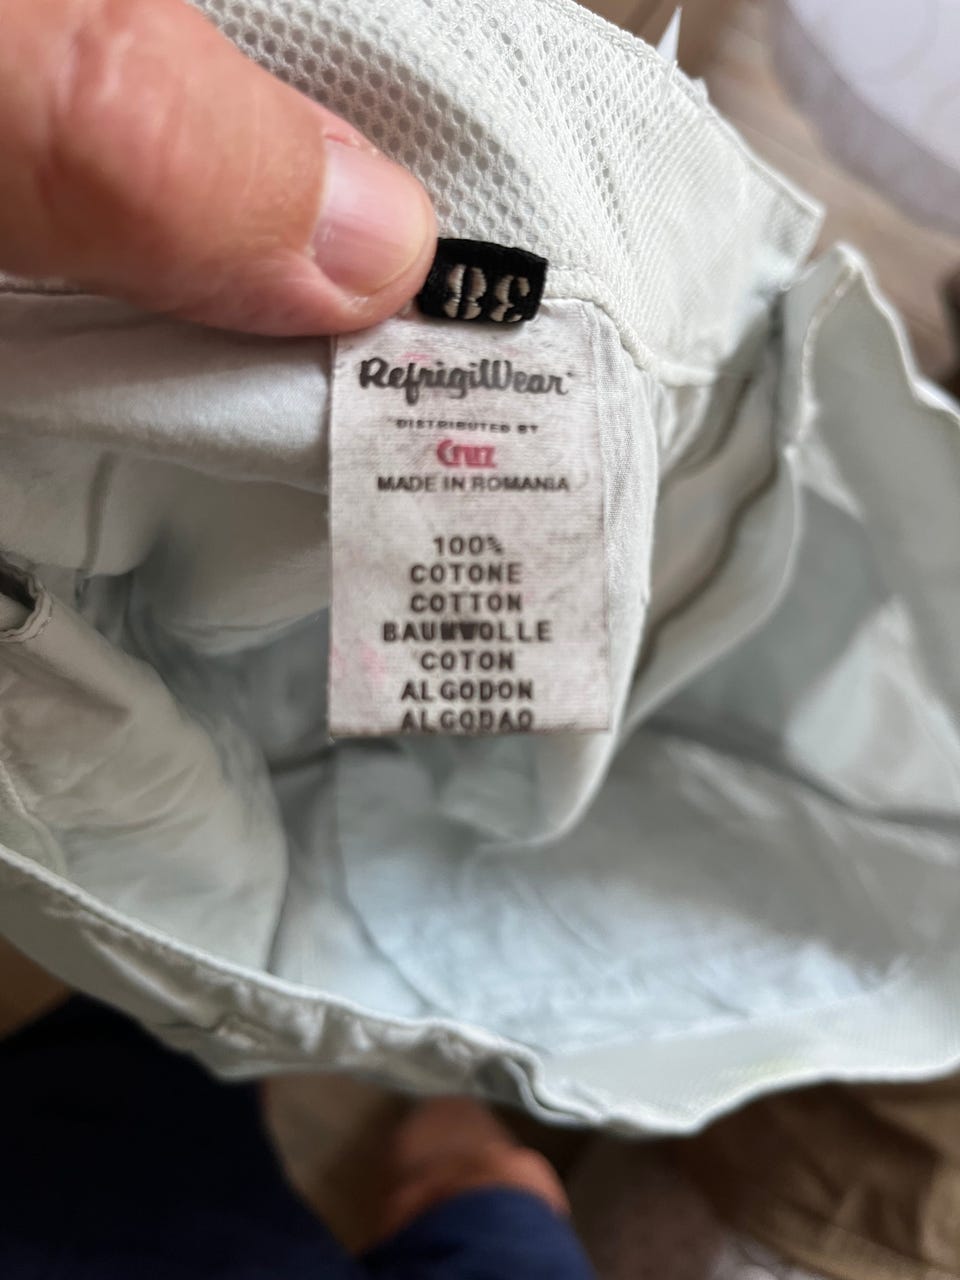 38
RefrigiWear
DISTRIBUTED BY
Cruz
MADE IN ROMANIA
100%
COTONE
COTTON
BAUMWOLLE
COTON
ALGODON
ALGODAO